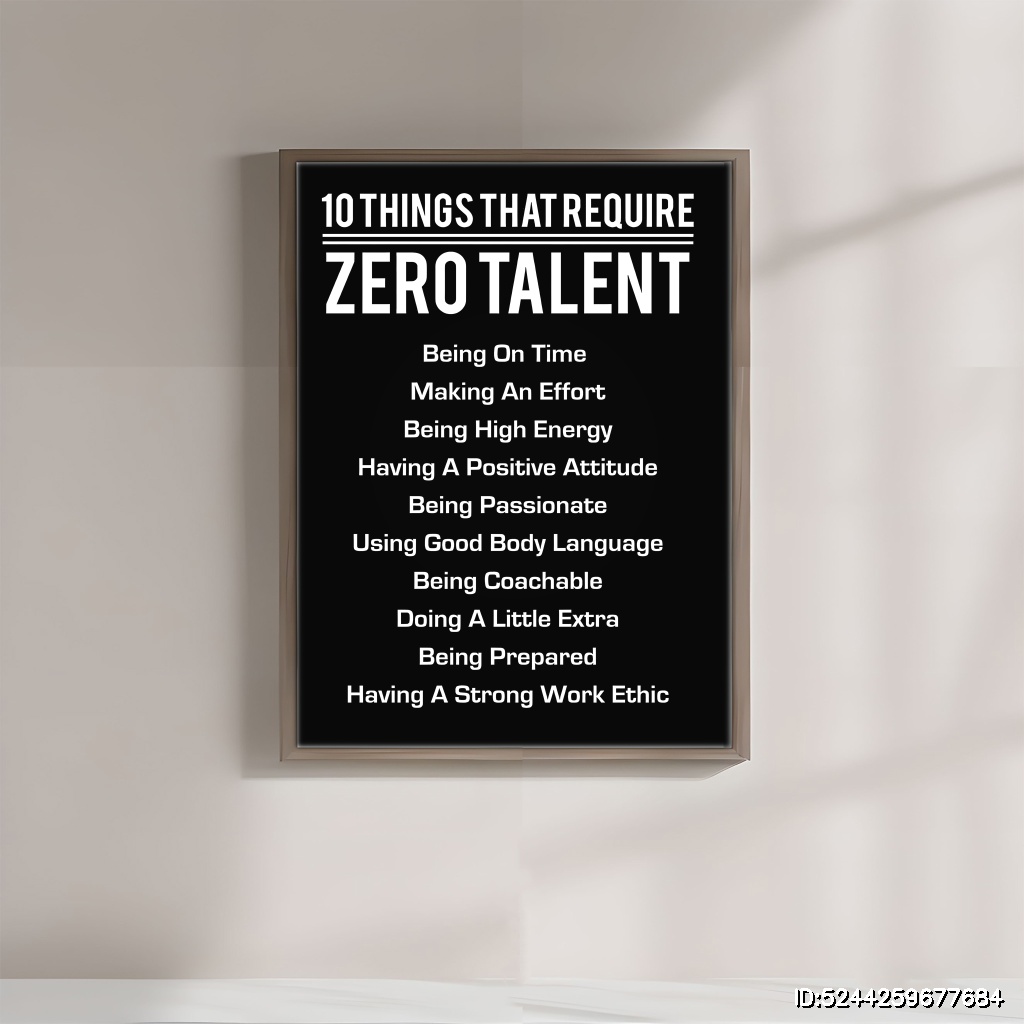 10 THINGS THAT REQUIRE
ZERO TALENT
Being On Time
Making An Effort
Being High Energy
Having A Positive Attitude
Being Passionate
Using Good Body Language
Being Coachable
Doing A Little Extra
Being Prepared
Having A Strong Work Ethic
ID:5244259677684